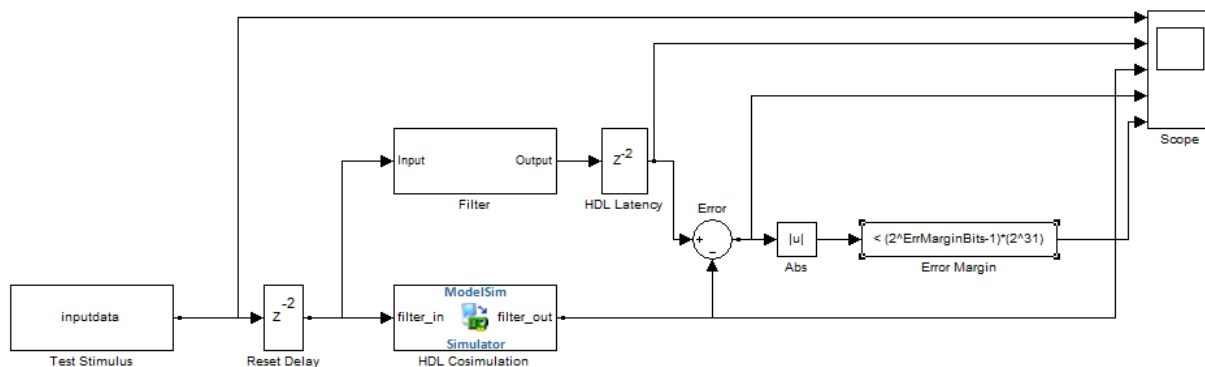 Scope
Input
Output
Filter
Z-2
HDL Latency
Error
+
−
|u|
Abs
< (2^ErrMarginBits-1)*(2^31)
Error Margin
inputdata
Test Stimulus
Z-2
Reset Delay
ModelSim
filter_in
filter_out
Simulator
HDL Cosimulation